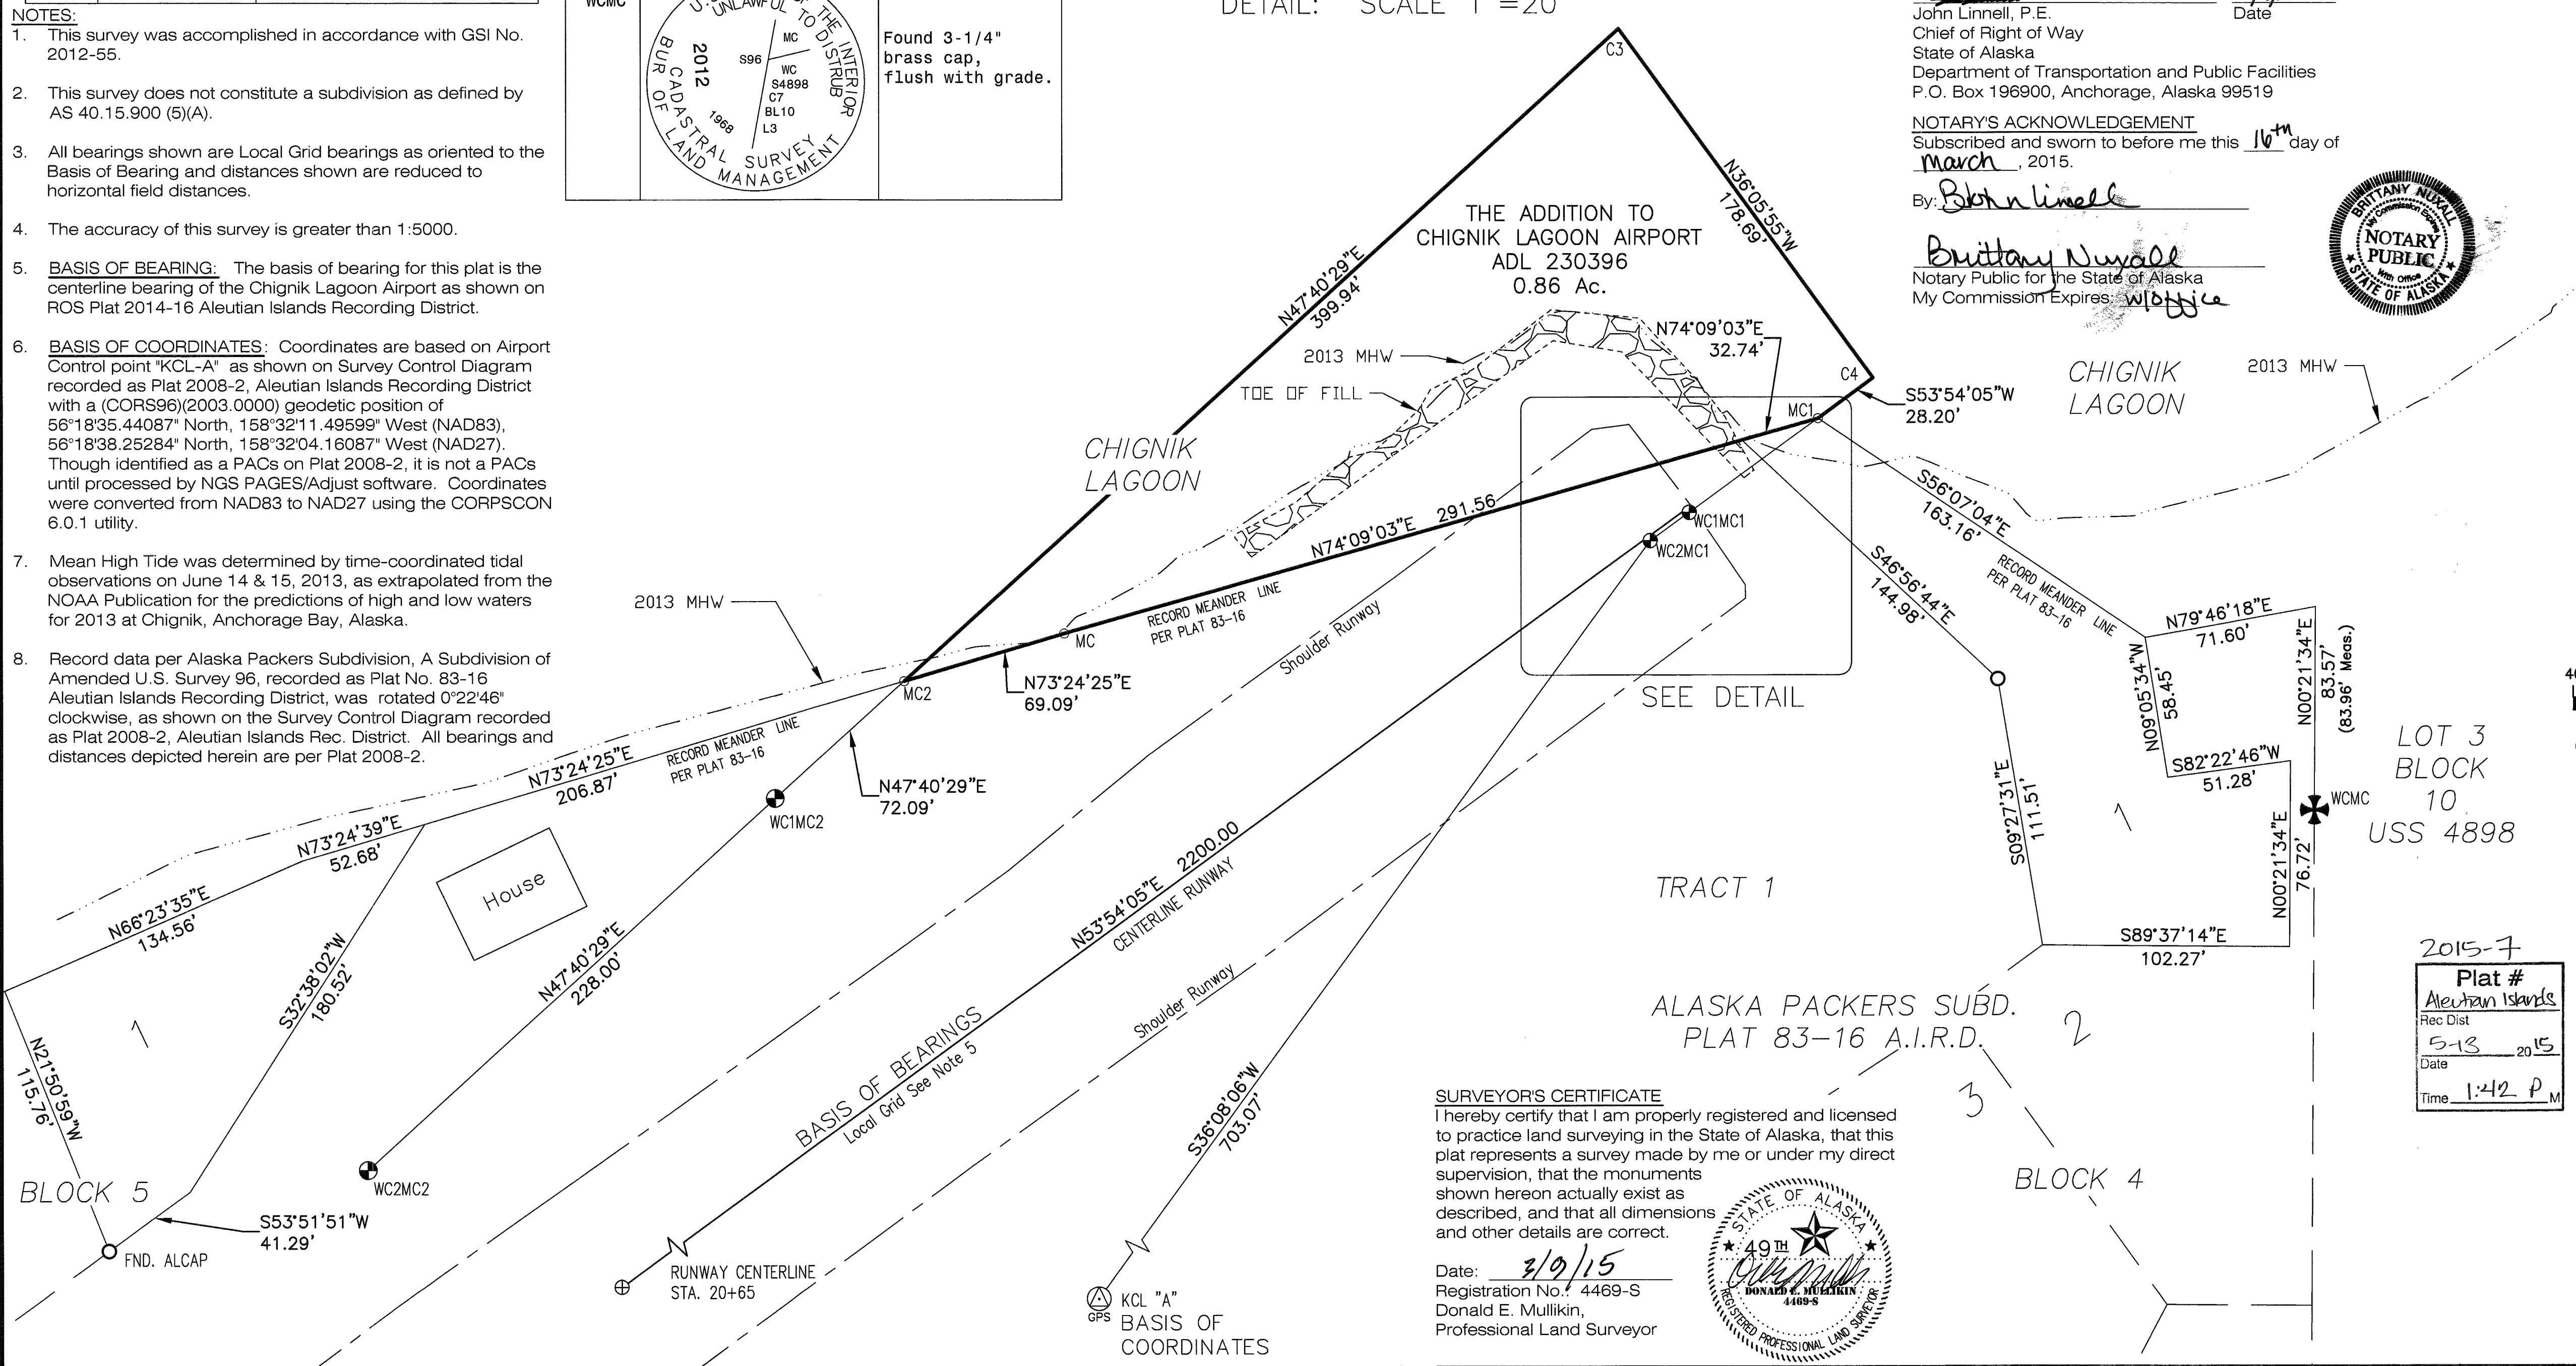 NOTES:
1. This survey was accomplished in accordance with GSI No.
2012-55.
2. This survey does not constitute a subdivision as defined by
AS 40.15.900 (5)(A).
3. All bearings shown are Local Grid bearings as oriented to the
Basis of Bearing and distances shown are reduced to
horizontal field distances.
4. The accuracy of this survey is greater than 1:5000.
5. BASIS OF BEARING: The basis of bearing for this plat is the
centerline bearing of the Chignik Lagoon Airport as shown on
ROS Plat 2014-16 Aleutian Islands Recording District.
6. BASIS OF COORDINATES: Coordinates are based on Airport
Control point "KCL-A" as shown on Survey Control Diagram
recorded as Plat 2008-2, Aleutian Islands Recording District
with a (CORS96)(2003.0000) geodetic position of
56°18'35.44087" North, 158°32'11.49599" West (NAD83),
56°18'38.25284" North, 158°32'04.16087" West (NAD27).
Though identified as a PACs on Plat 2008-2, it is not a PACs
until processed by NGS PAGES/Adjust software. Coordinates
were converted from NAD83 to NAD27 using the CORPSCON
6.0.1 utility.
7. Mean High Tide was determined by time-coordinated tidal
observations on June 14 & 15, 2013, as extrapolated from the
NOAA Publication for the predictions of high and low waters
for 2013 at Chignik, Anchorage Bay, Alaska.
8. Record data per Alaska Packers Subdivision, A Subdivision of
Amended U.S. Survey 96, recorded as Plat No. 83-16
Aleutian Islands Recording District, was rotated 0°22'46"
clockwise, as shown on the Survey Control Diagram recorded
as Plat 2008-2, Aleutian Islands Rec. District. All bearings and
distances depicted herein are per Plat 2008-2.
WCMC
UNLAWFUL TO DISTRUB
THE INTERIOR
BUR OF LAND MANAGEMENT
CADASTRAL SURVEY
2012
MC
S96
WC
S4898
C7
BL10
L3
1968
Found 3-1/4"
brass cap,
flush with grade.
DETAIL: SCALE 1"=20'
John Linnell, P.E. Date
Chief of Right of Way
State of Alaska
Department of Transportation and Public Facilities
P.O. Box 196900, Anchorage, Alaska 99519
NOTARY'S ACKNOWLEDGEMENT
Subscribed and sworn to before me this 16th day of
March, 2015.
By: John Linnell
Brittany Nuxall
Notary Public for the State of Alaska
My Commission Expires: w/office
BRITTANY NUXALL
My Commission Expires
NOTARY
PUBLIC
With Office
STATE OF ALASKA
C3
N36°05'55"W
178.69'
THE ADDITION TO
CHIGNIK LAGOON AIRPORT
ADL 230396
0.86 Ac.
N47°40'29"E
399.94'
N74°09'03"E
32.74'
2013 MHW
TOE OF FILL
C4
MC1
S53°54'05"W
28.20'
CHIGNIK
LAGOON
2013 MHW
CHIGNIK
LAGOON
N74°09'03"E 291.56
WC1MC1
WC2MC1
SEE DETAIL
S56°07'04"E
163.16'
RECORD MEANDER LINE
PER PLAT 83-16
S46°56'44"E
144.98'
N79°46'18"E
71.60'
N09°05'34"W
58.45'
S82°22'46"W
51.28'
N00°21'34"E
83.57'
(83.96' Meas.)
LOT 3
BLOCK
10
USS 4898
WCMC
N00°21'34"E
76.72'
S09°27'31"E
111.51'
1
S89°37'14"E
102.27'
2013 MHW
MC
RECORD MEANDER LINE
PER PLAT 83-16
Shoulder Runway
MC2
N73°24'25"E
69.09'
N73°24'25"E
206.87'
RECORD MEANDER LINE
PER PLAT 83-16
N47°40'29"E
72.09'
WC1MC2
N73°24'39"E
52.68'
House
N66°23'35"E
134.56'
S32°38'02"W
180.52'
N47°40'29"E
228.00'
N53°54'05"E 2200.00
CENTERLINE RUNWAY
TRACT 1
Shoulder Runway
BASIS OF BEARINGS
Local Grid See Note 5
1
N21°50'59"W
115.76'
BLOCK 5
WC2MC2
S53°51'51"W
41.29'
FND. ALCAP
RUNWAY CENTERLINE
STA. 20+65
S36°08'06"W
703.07'
KCL "A"
GPS
BASIS OF
COORDINATES
ALASKA PACKERS SUBD.
PLAT 83-16 A.I.R.D.
2
3
BLOCK 4
SURVEYOR'S CERTIFICATE
I hereby certify that I am properly registered and licensed
to practice land surveying in the State of Alaska, that this
plat represents a survey made by me or under my direct
supervision, that the monuments
shown hereon actually exist as
described, and that all dimensions
and other details are correct.
Date: 3/9/15
Registration No.: 4469-S
Donald E. Mullikin,
Professional Land Surveyor
STATE OF ALASKA
49TH
DONALD E. MULLIKIN
4469-S
REGISTERED PROFESSIONAL LAND SURVEYOR
2015-7
Plat #
Aleutian Islands
Rec Dist
5-13 2015
Date
Time 1:42 P M